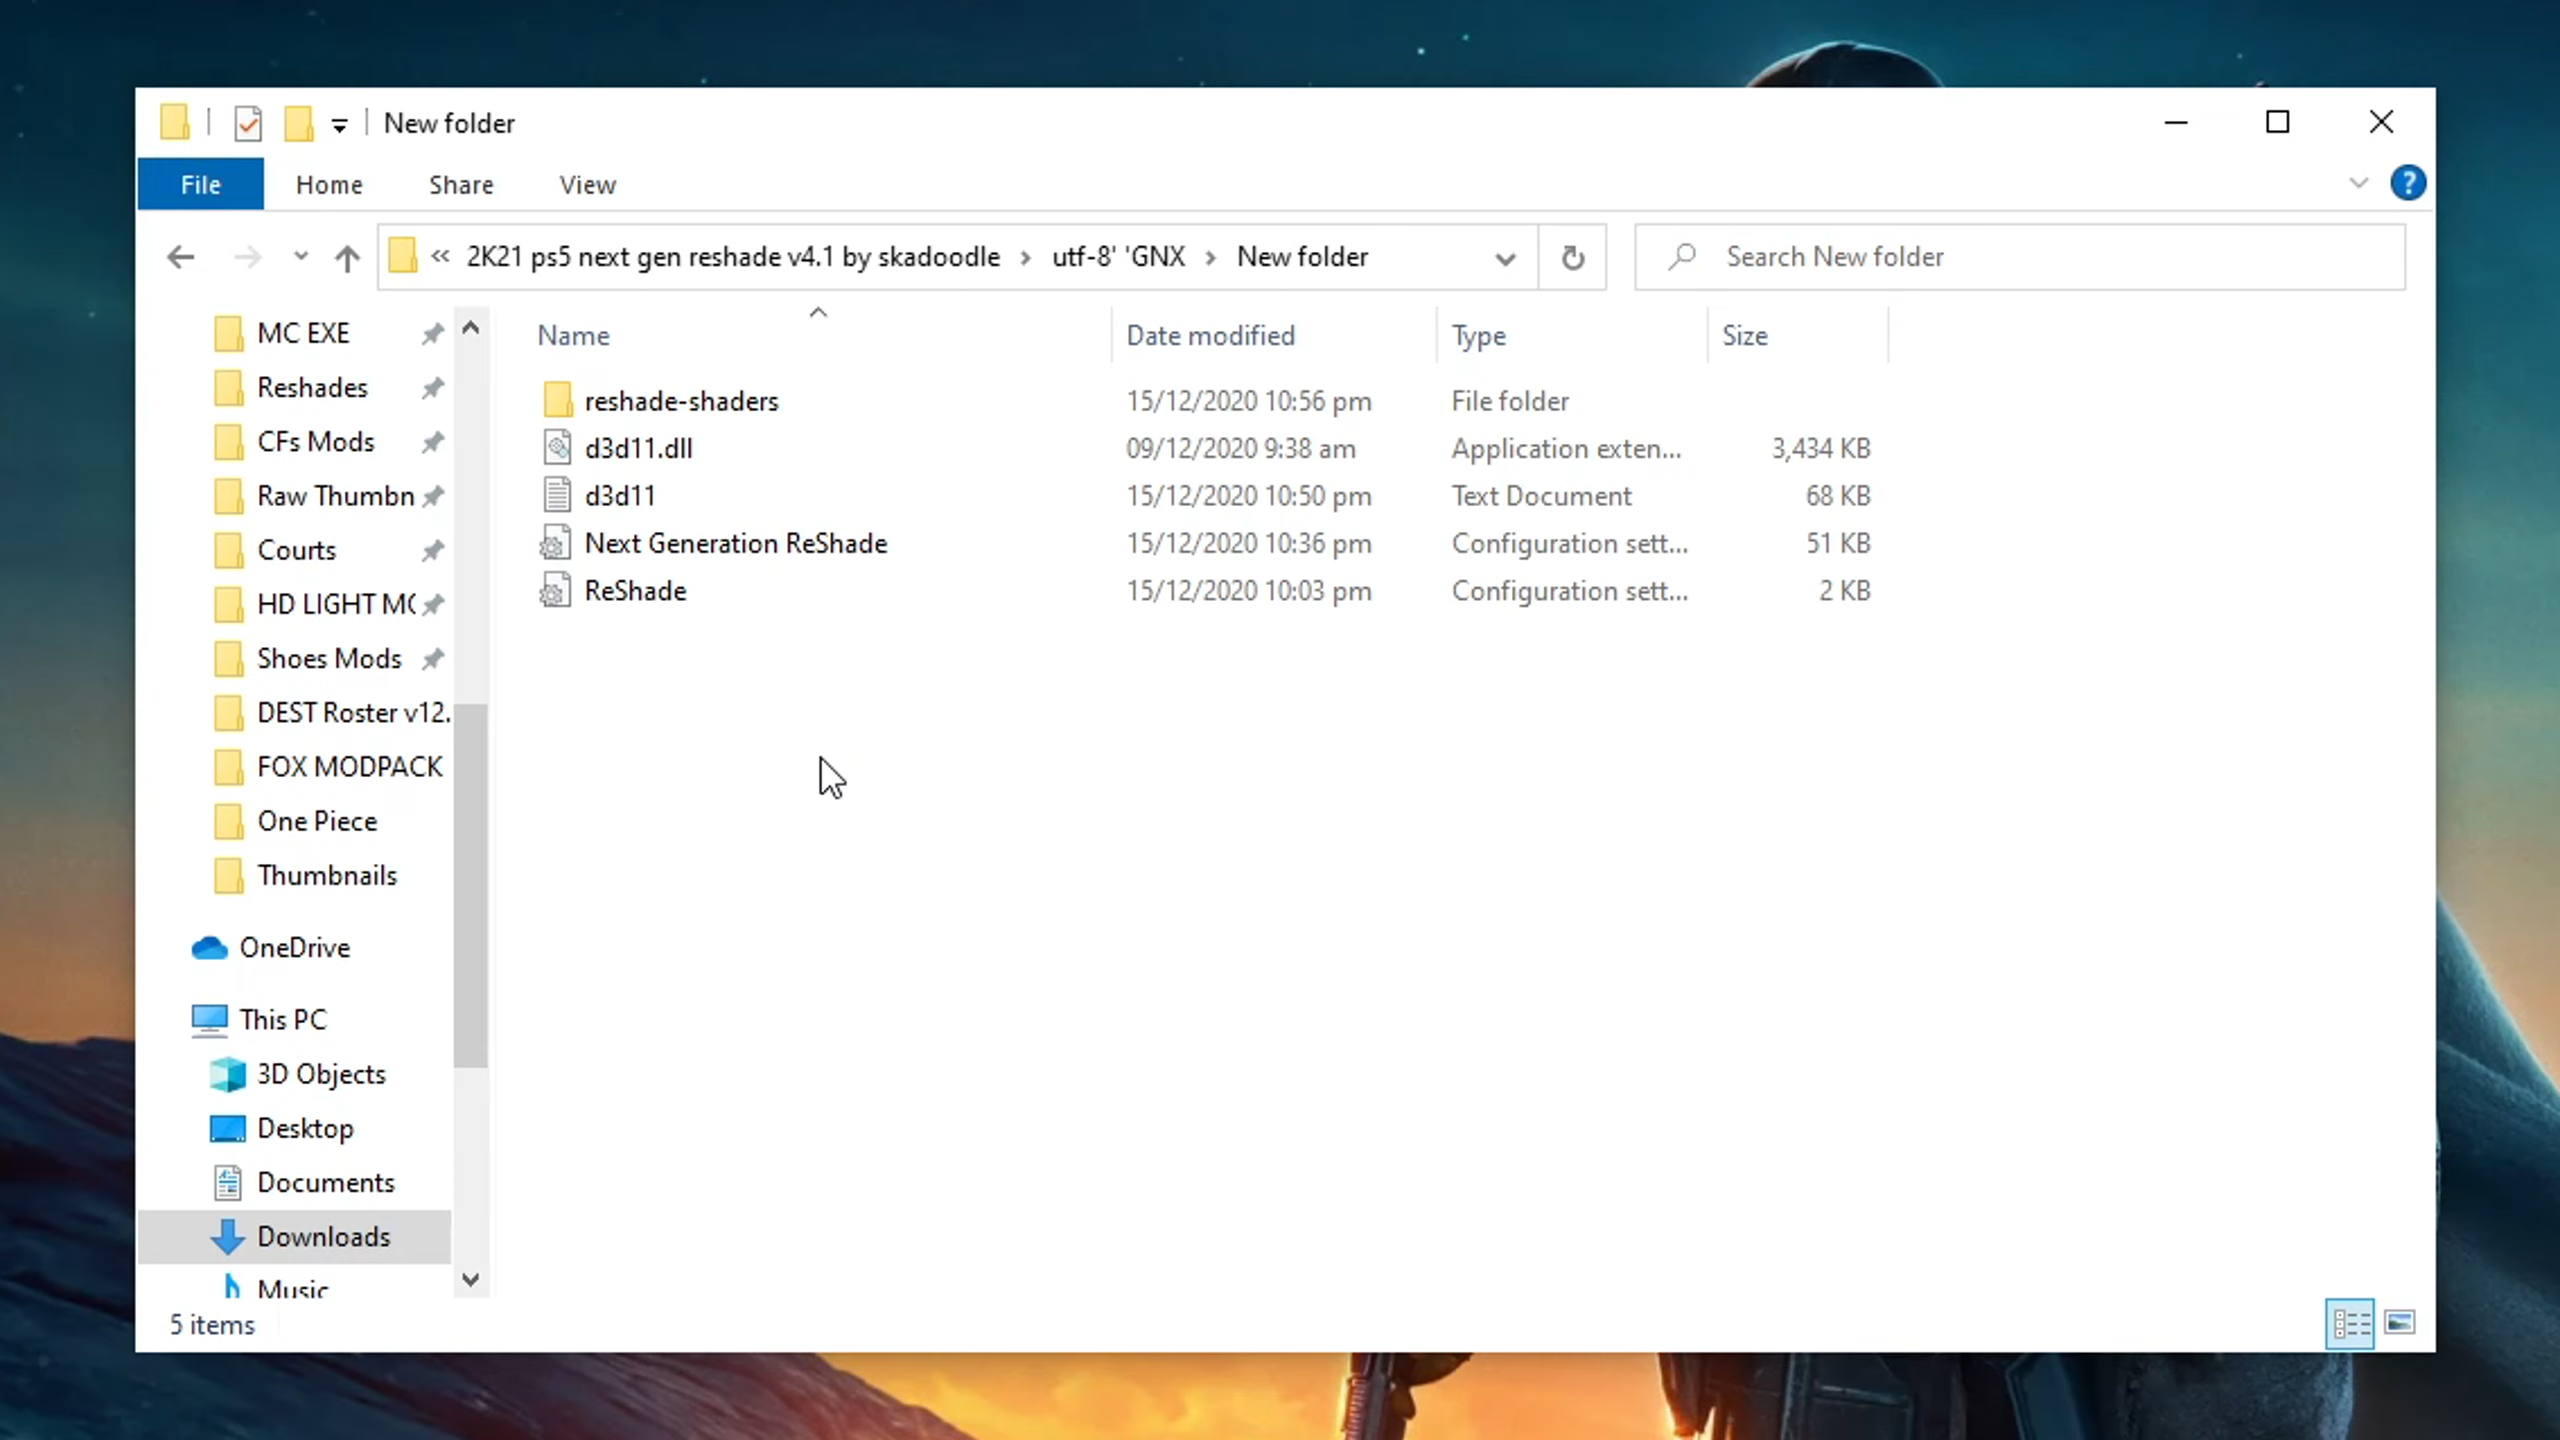 New folder
File Home Share View
?
« 2K21 ps5 next gen reshade v4.1 by skadoodle › utf-8' 'GNX › New folder
Search New folder
MC EXE
Reshades
CFs Mods
Raw Thumbn
Courts
HD LIGHT MC
Shoes Mods
DEST Roster v12.
FOX MODPACK
One Piece
Thumbnails
OneDrive
This PC
3D Objects
Desktop
Documents
Downloads
Music
Name Date modified Type Size
reshade-shaders 15/12/2020 10:56 pm File folder
d3d11.dll 09/12/2020 9:38 am Application exten... 3,434 KB
d3d11 15/12/2020 10:50 pm Text Document 68 KB
Next Generation ReShade 15/12/2020 10:36 pm Configuration sett... 51 KB
ReShade 15/12/2020 10:03 pm Configuration sett... 2 KB
5 items